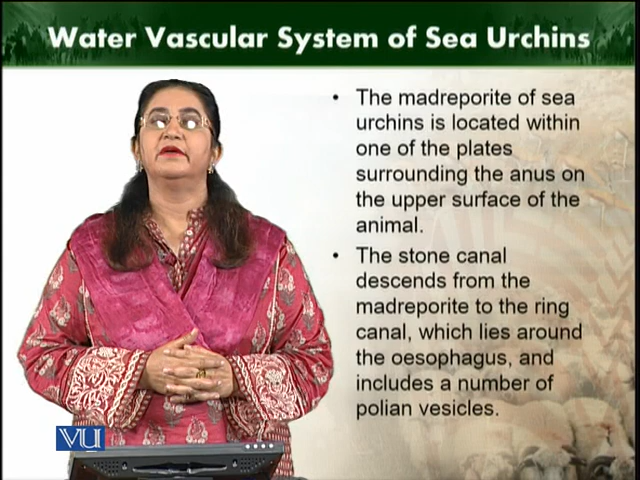 Water Vascular System of Sea Urchins
• The madreporite of sea
urchins is located within
one of the plates
surrounding the anus on
the upper surface of the
animal.
• The stone canal
descends from the
madreporite to the ring
canal, which lies around
the oesophagus, and
includes a number of
polian vesicles.
VU